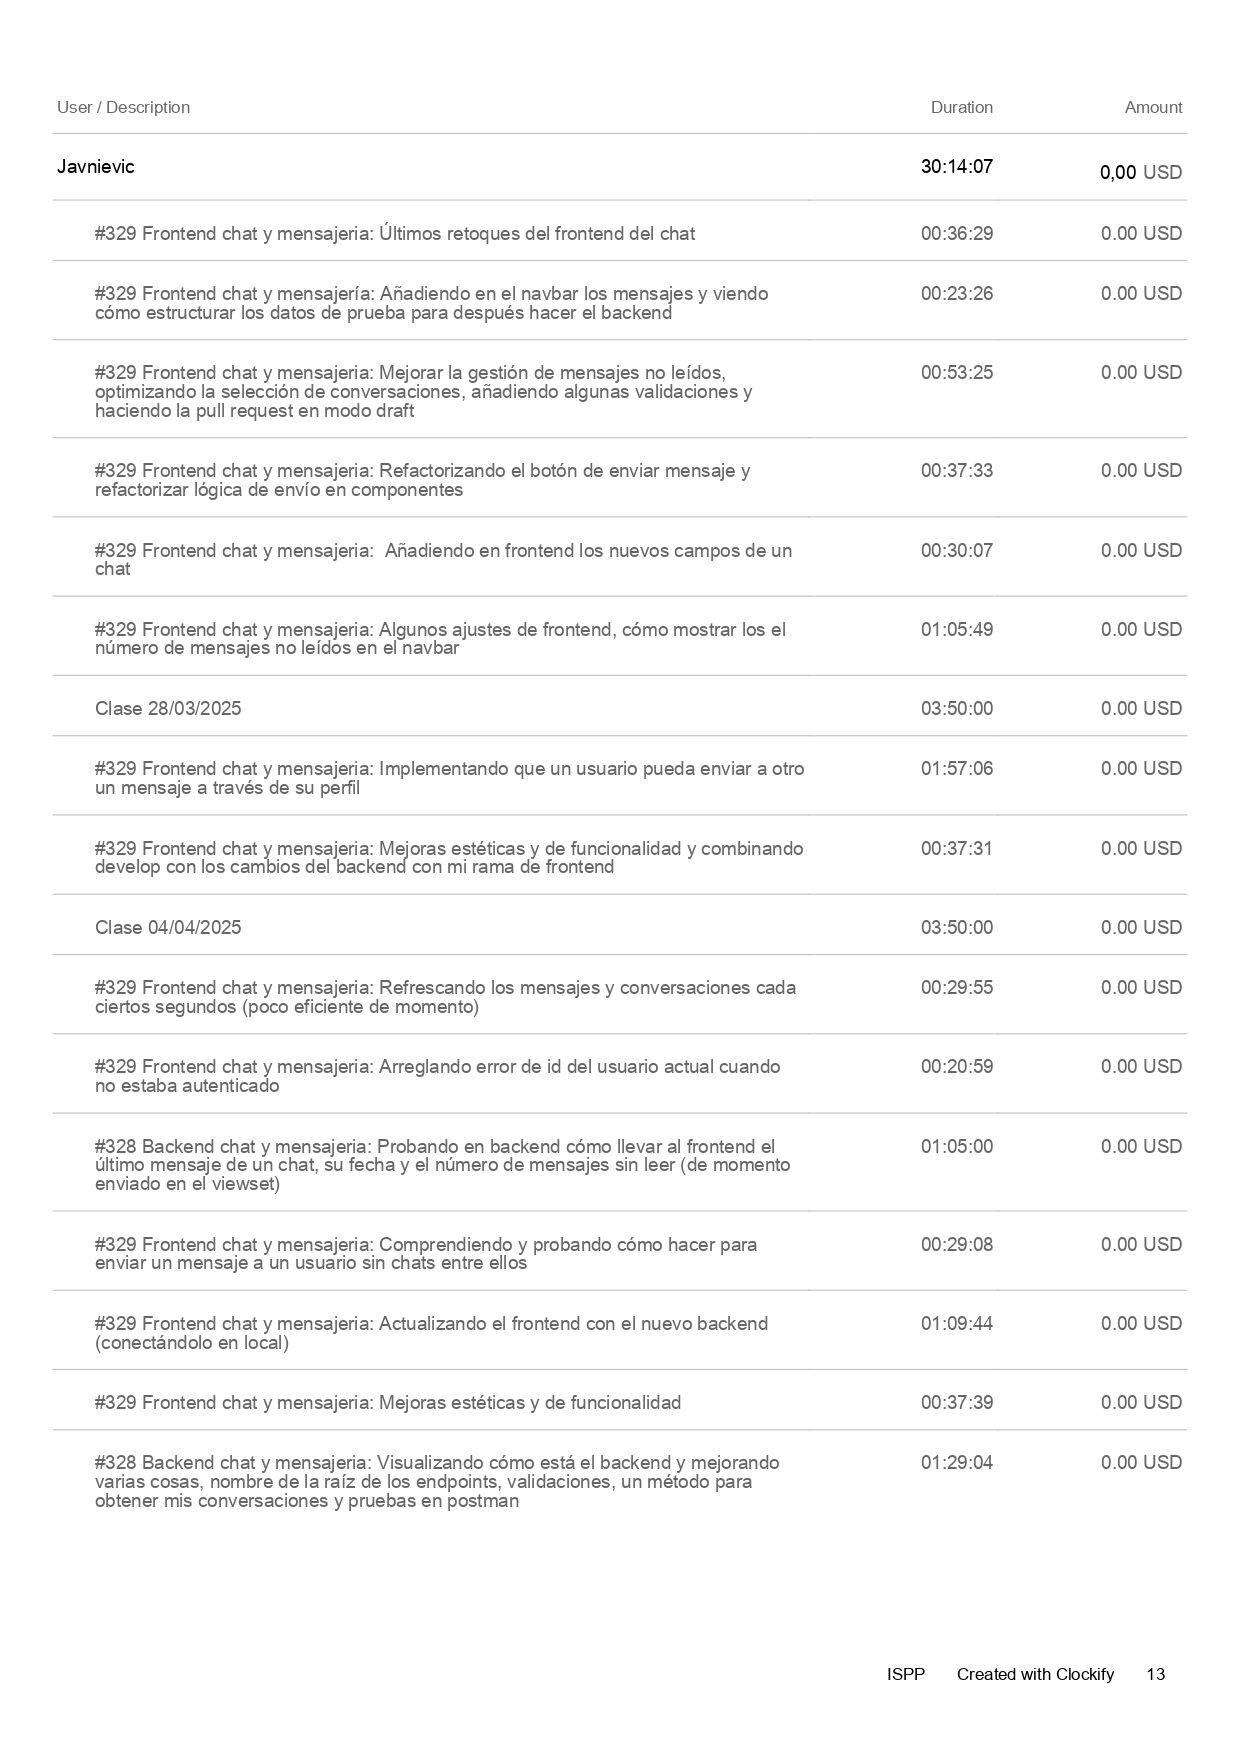 User / Description Duration Amount
Javnievic 30:14:07 0,00 USD
#329 Frontend chat y mensajeria: Últimos retoques del frontend del chat 00:36:29 0.00 USD
#329 Frontend chat y mensajería: Añadiendo en el navbar los mensajes y viendo 00:23:26 0.00 USD
cómo estructurar los datos de prueba para después hacer el backend
#329 Frontend chat y mensajeria: Mejorar la gestión de mensajes no leídos, 00:53:25 0.00 USD
optimizando la selección de conversaciones, añadiendo algunas validaciones y
haciendo la pull request en modo draft
#329 Frontend chat y mensajeria: Refactorizando el botón de enviar mensaje y 00:37:33 0.00 USD
refactorizar lógica de envío en componentes
#329 Frontend chat y mensajeria:  Añadiendo en frontend los nuevos campos de un 00:30:07 0.00 USD
chat
#329 Frontend chat y mensajeria: Algunos ajustes de frontend, cómo mostrar los el 01:05:49 0.00 USD
número de mensajes no leídos en el navbar
Clase 28/03/2025 03:50:00 0.00 USD
#329 Frontend chat y mensajeria: Implementando que un usuario pueda enviar a otro 01:57:06 0.00 USD
un mensaje a través de su perfil
#329 Frontend chat y mensajeria: Mejoras estéticas y de funcionalidad y combinando 00:37:31 0.00 USD
develop con los cambios del backend con mi rama de frontend
Clase 04/04/2025 03:50:00 0.00 USD
#329 Frontend chat y mensajeria: Refrescando los mensajes y conversaciones cada 00:29:55 0.00 USD
ciertos segundos (poco eficiente de momento)
#329 Frontend chat y mensajeria: Arreglando error de id del usuario actual cuando 00:20:59 0.00 USD
no estaba autenticado
#328 Backend chat y mensajeria: Probando en backend cómo llevar al frontend el 01:05:00 0.00 USD
último mensaje de un chat, su fecha y el número de mensajes sin leer (de momento
enviado en el viewset)
#329 Frontend chat y mensajeria: Comprendiendo y probando cómo hacer para 00:29:08 0.00 USD
enviar un mensaje a un usuario sin chats entre ellos
#329 Frontend chat y mensajeria: Actualizando el frontend con el nuevo backend 01:09:44 0.00 USD
(conectándolo en local)
#329 Frontend chat y mensajeria: Mejoras estéticas y de funcionalidad 00:37:39 0.00 USD
#328 Backend chat y mensajeria: Visualizando cómo está el backend y mejorando 01:29:04 0.00 USD
varias cosas, nombre de la raíz de los endpoints, validaciones, un método para
obtener mis conversaciones y pruebas en postman
ISPP Created with Clockify 13